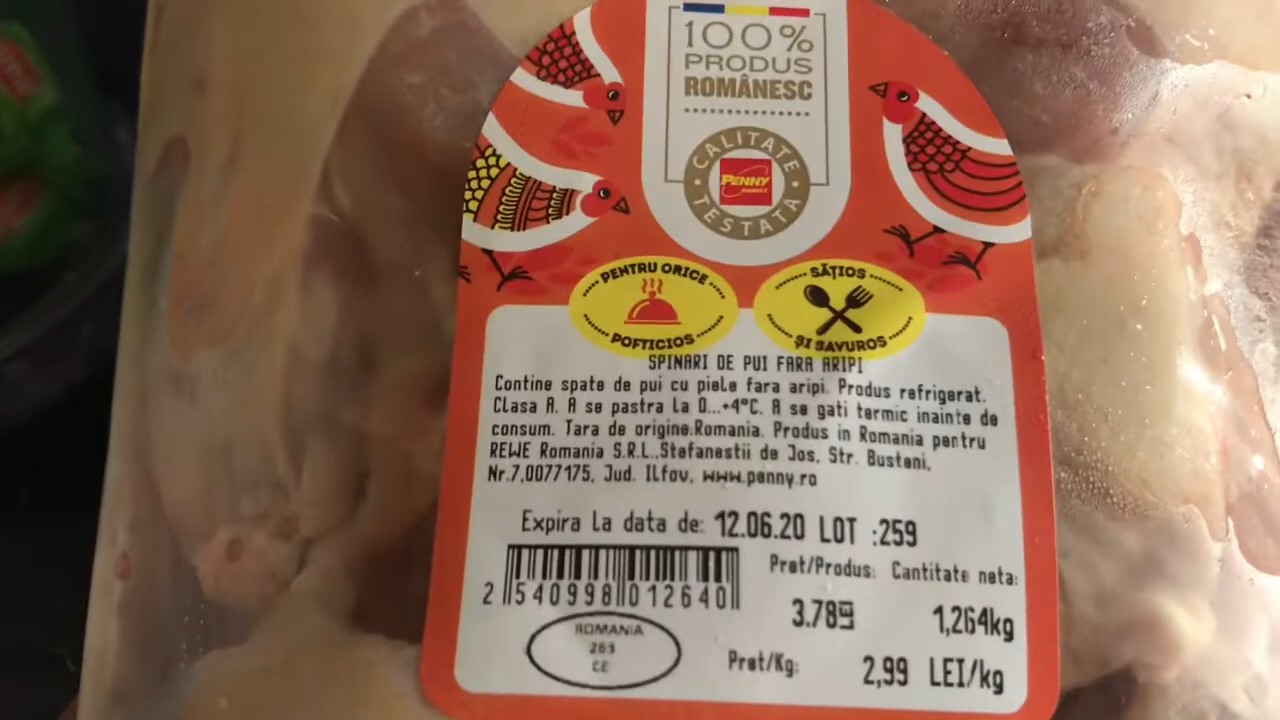 100%
PRODUS
ROMÂNESC
CALITATE
PENNY
MARKET
TESTATA
PENTRU ORICE
POFTICIOS
SĂȚIOS
ȘI SAVUROS
SPINARI DE PUI FARA ARIPI
Contine spate de pui cu piele fara aripi. Produs refrigerat.
Clasa A. A se pastra la 0...+4°C. A se gati termic inainte de
consum. Tara de origine:Romania. Produs in Romania pentru
REWE Romania S.R.L.,Stefanestii de Jos, Str. Busteni,
Nr.7,0077175, Jud. Ilfov, www.penny.ro
Expira la data de: 12.06.20 LOT :259
Pret/Produs: Cantitate neta:
2 540998 012640
3.78 1,264kg
ROMANIA
263
CE
Pret/Kg: 2,99 LEI/kg